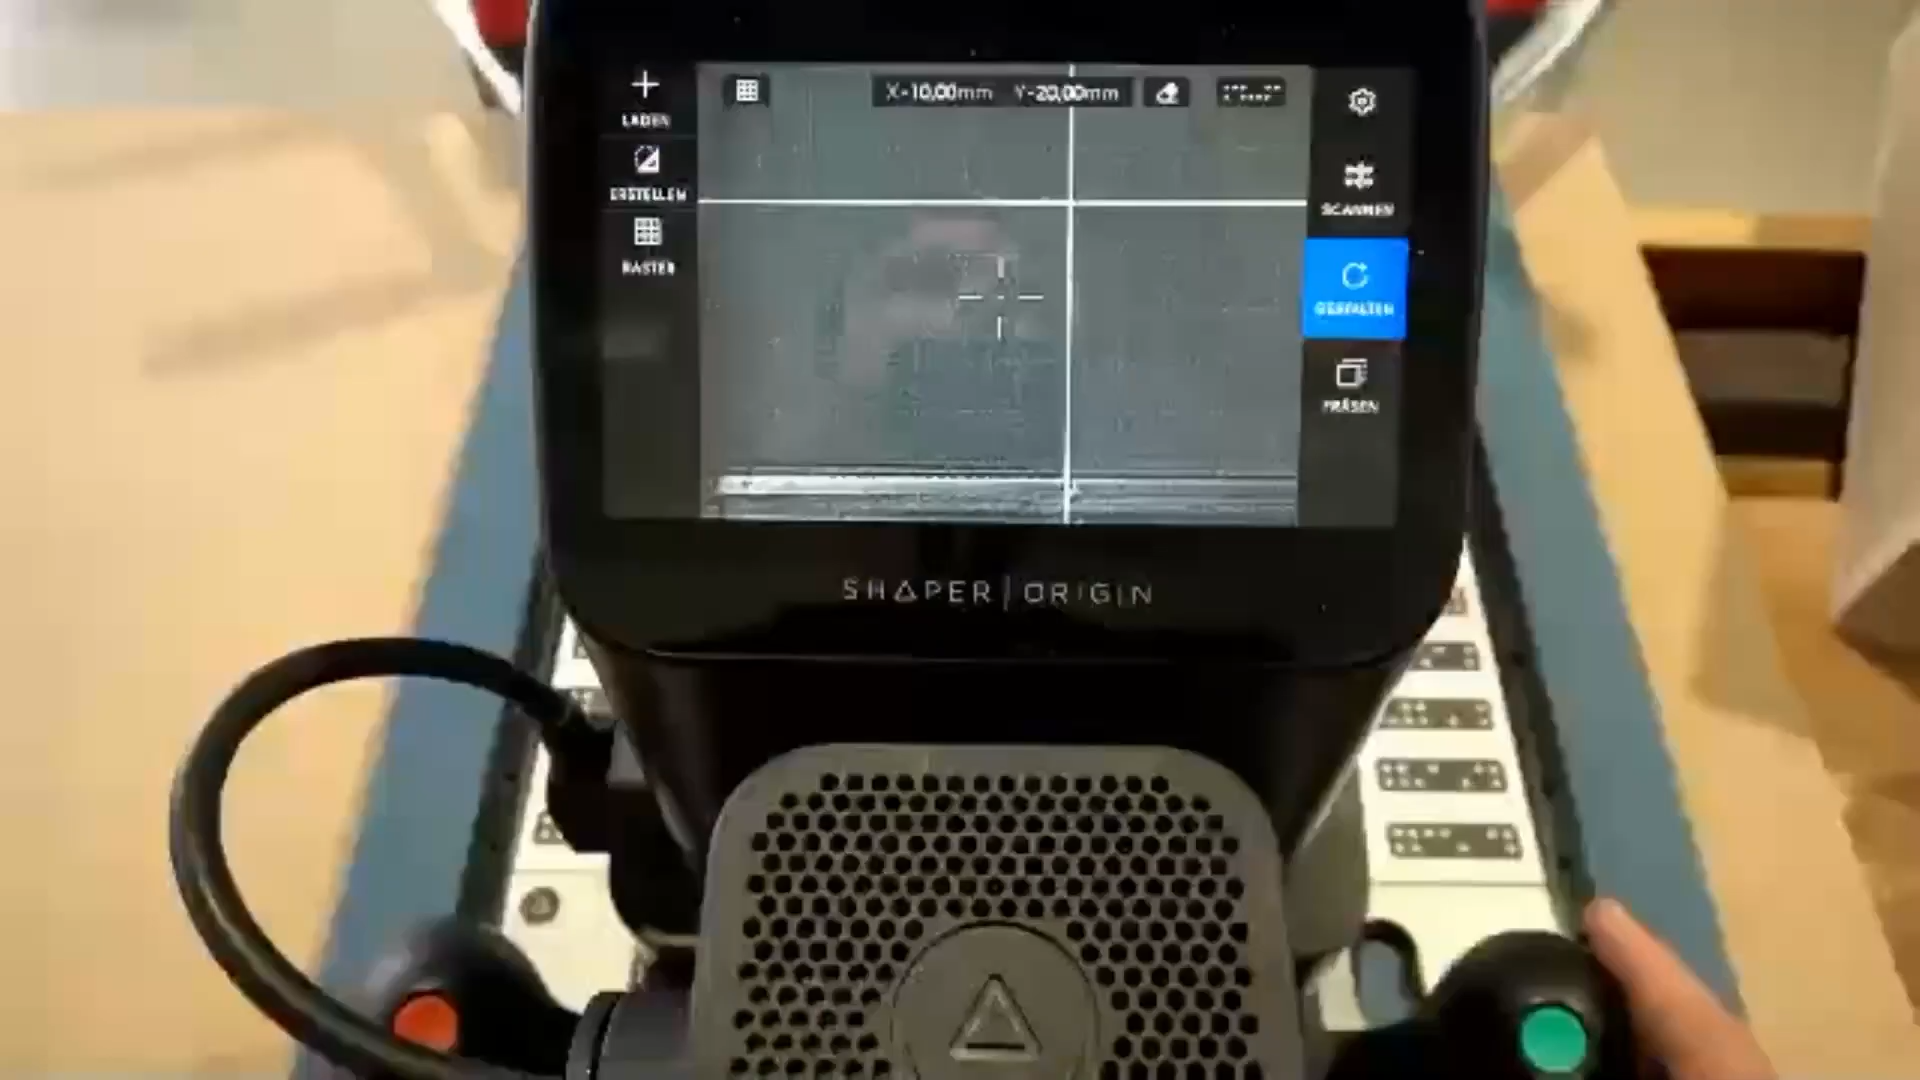 LADEN
ERSTELLEN
RASTER
X-10,00mm Y-20,00mm
SCANNEN
GESTALTEN
FRÄSEN
SHAPER | ORIGIN